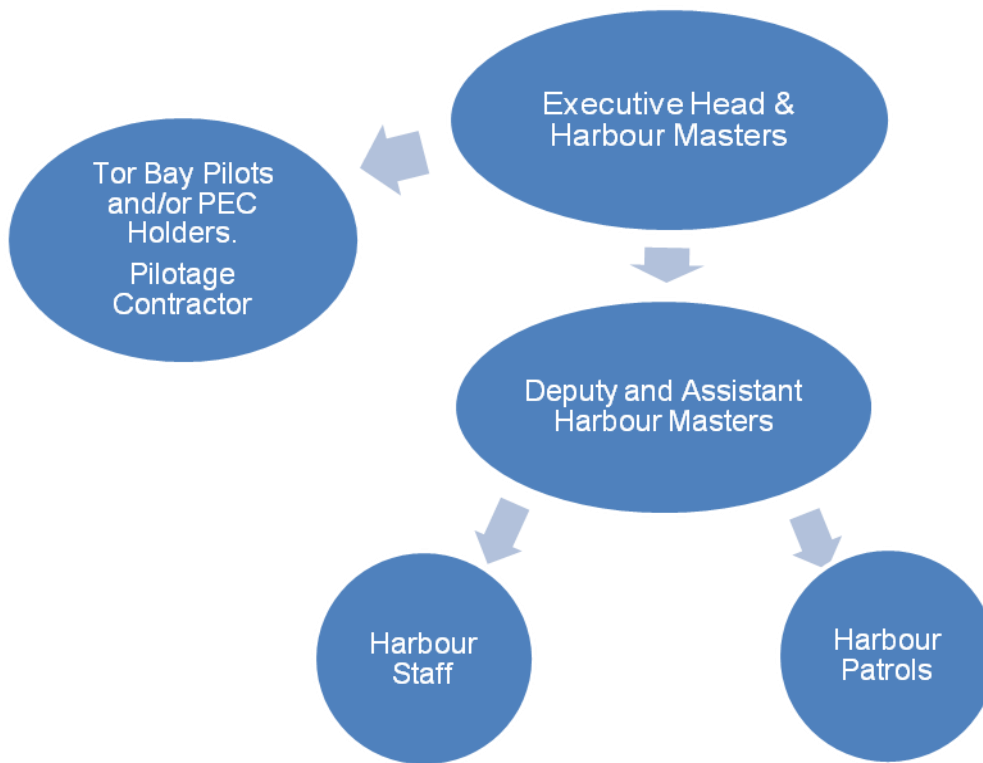 Executive Head &
Harbour Masters
Tor Bay Pilots
and/or PEC
Holders.
Pilotage
Contractor
Deputy and Assistant
Harbour Masters
Harbour
Staff
Harbour
Patrols